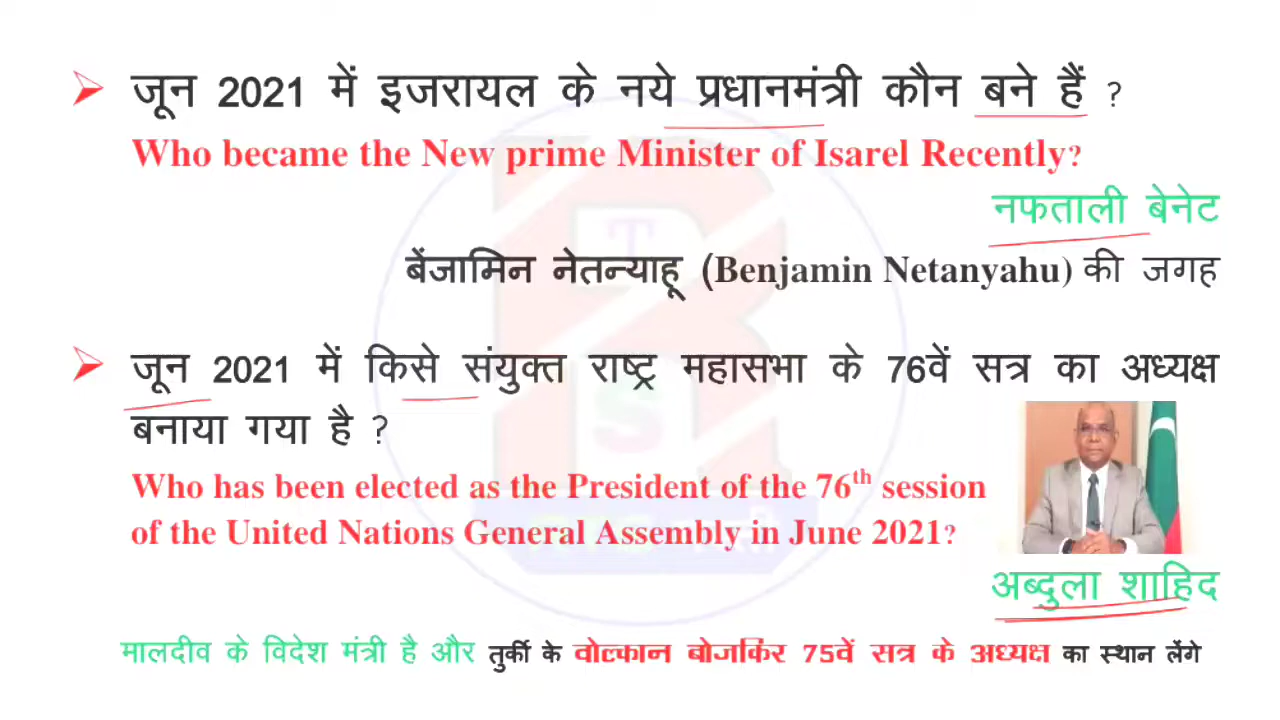 जून 2021 में इजरायल के नये प्रधानमंत्री कौन बने हैं ?
Who became the New prime Minister of Isarel Recently?
नफताली बेनेट
बेंजामिन नेतन्याहू (Benjamin Netanyahu) की जगह
जून 2021 में किसे संयुक्त राष्ट्र महासभा के 76वें सत्र का अध्यक्ष
बनाया गया है ?
Who has been elected as the President of the 76th session
of the United Nations General Assembly in June 2021?
अब्दुला शाहिद
मालदीव के विदेश मंत्री है और तुर्की के वोल्कान बोजकिर 75वें सत्र के अध्यक्ष का स्थान लेंगे